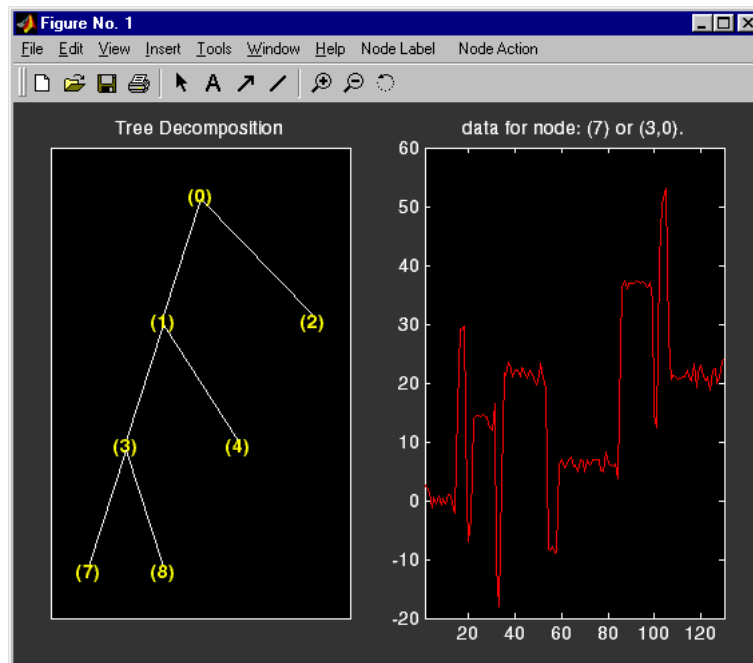 Figure No. 1
File Edit View Insert Tools Window Help Node Label Node Action
A
Tree Decomposition
(0)
(1)
(2)
(3)
(4)
(7)
(8)
data for node: (7) or (3,0).
60
50
40
30
20
10
0
-10
-20
20 40 60 80 100 120